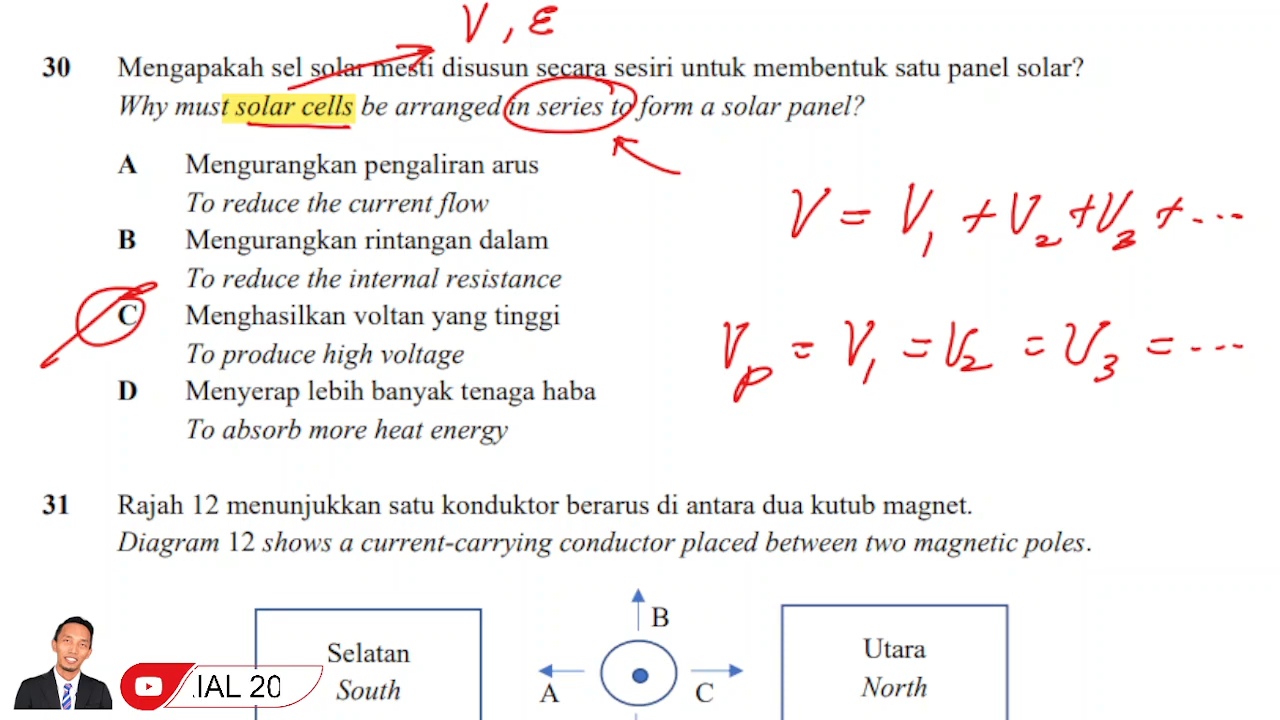 V , ε
30 Mengapakah sel solar mesti disusun secara sesiri untuk membentuk satu panel solar?
Why must solar cells be arranged in series to form a solar panel?
A Mengurangkan pengaliran arus
To reduce the current flow
B Mengurangkan rintangan dalam
To reduce the internal resistance
C Menghasilkan voltan yang tinggi
To produce high voltage
D Menyerap lebih banyak tenaga haba
To absorb more heat energy
V = V₁ + V₂ + V₃ + ...
Vp = V₁ = V₂ = V₃ = ...
31 Rajah 12 menunjukkan satu konduktor berarus di antara dua kutub magnet.
Diagram 12 shows a current-carrying conductor placed between two magnetic poles.
B
Selatan
South
A
C
Utara
North
IAL 20